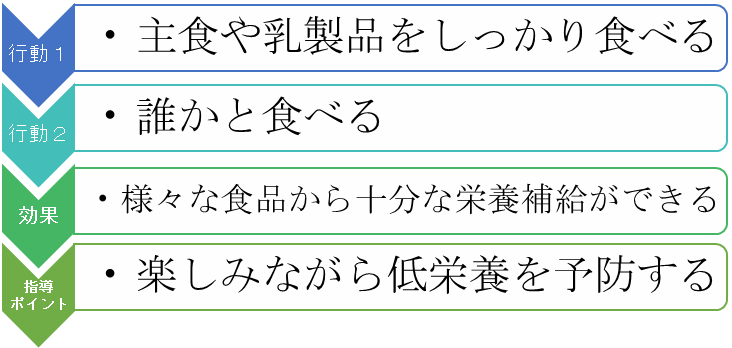 行動１
・主食や乳製品をしっかり食べる
行動２
・誰かと食べる
効果
・様々な食品から十分な栄養補給ができる
指導
ポイント
・楽しみながら低栄養を予防する